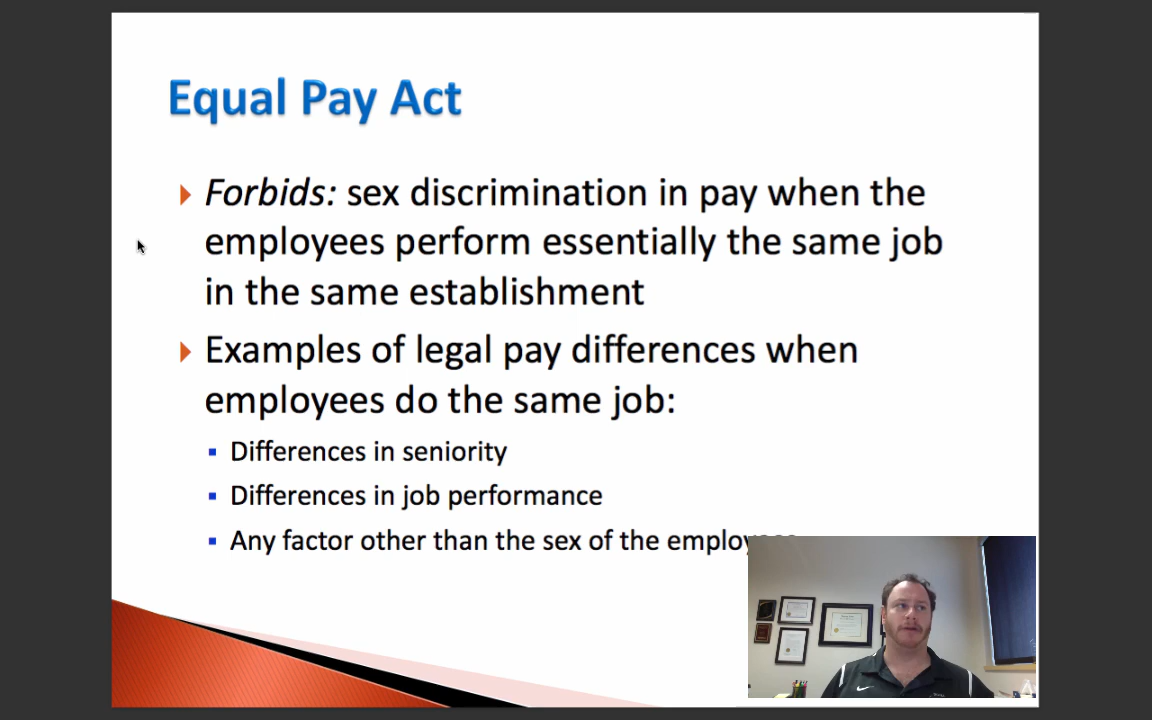 Equal Pay Act
Forbids: sex discrimination in pay when the
employees perform essentially the same job
in the same establishment
Examples of legal pay differences when
employees do the same job:
Differences in seniority
Differences in job performance
Any factor other than the sex of the